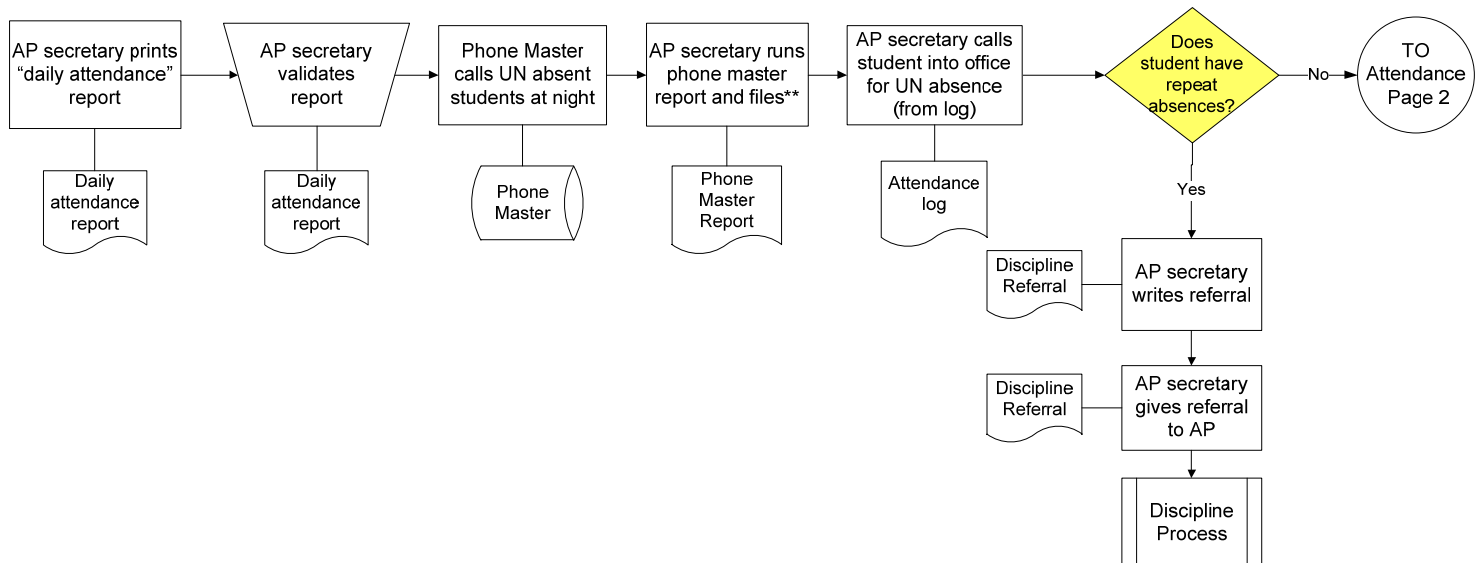 AP secretary prints
“daily attendance”
report
AP secretary
validates
report
Phone Master
calls UN absent
students at night
AP secretary runs
phone master
report and files**
AP secretary calls
student into office
for UN absence
(from log)
Does
student have
repeat
absences?
No
TO
Attendance
Page 2
Daily
attendance
report
Daily
attendance
report
Phone
Master
Phone
Master
Report
Attendance
log
Yes
Discipline
Referral
AP secretary
writes referral
Discipline
Referral
AP secretary
gives referral
to AP
Discipline
Process